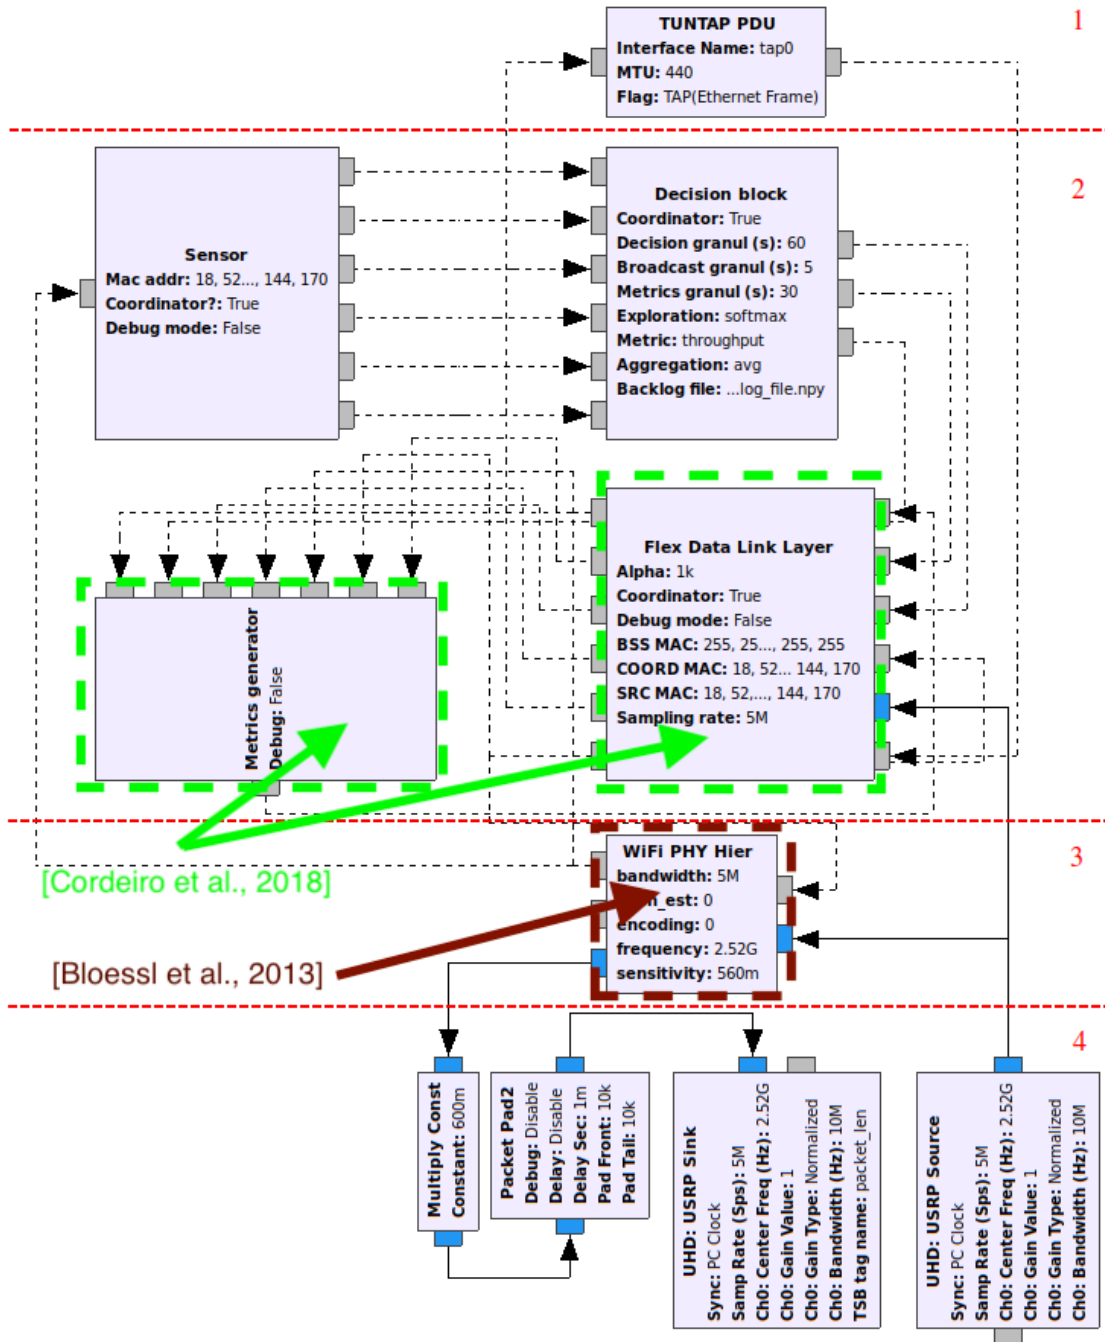 TUNTAP PDU
Interface Name: tap0
MTU: 440
Flag: TAP(Ethernet Frame)
1
2
Sensor
Mac addr: 18, 52..., 144, 170
Coordinator?: True
Debug mode: False
Decision block
Coordinator: True
Decision granul (s): 60
Broadcast granul (s): 5
Metrics granul (s): 30
Exploration: softmax
Metric: throughput
Aggregation: avg
Backlog file: ...log_file.npy
Flex Data Link Layer
Alpha: 1k
Coordinator: True
Debug mode: False
BSS MAC: 255, 25..., 255, 255
COORD MAC: 18, 52... 144, 170
SRC MAC: 18, 52,..., 144, 170
Sampling rate: 5M
Metrics generator
Debug: False
[Cordeiro et al., 2018]
3
WiFi PHY Hier
bandwidth: 5M
_est: 0
encoding: 0
frequency: 2.52G
sensitivity: 560m
[Bloessl et al., 2013]
4
Multiply Const
Constant: 600m
Packet Pad2
Debug: Disable
Delay: Disable
Delay Sec: 1m
Pad Front: 10k
Pad Tail: 10k
UHD: USRP Sink
Sync: PC Clock
Samp Rate (Sps): 5M
Ch0: Center Freq (Hz): 2.52G
Ch0: Gain Value: 1
Ch0: Gain Type: Normalized
Ch0: Bandwidth (Hz): 10M
TSB tag name: packet_len
UHD: USRP Source
Sync: PC Clock
Samp Rate (Sps): 5M
Ch0: Center Freq (Hz): 2.52G
Ch0: Gain Value: 1
Ch0: Gain Type: Normalized
Ch0: Bandwidth (Hz): 10M